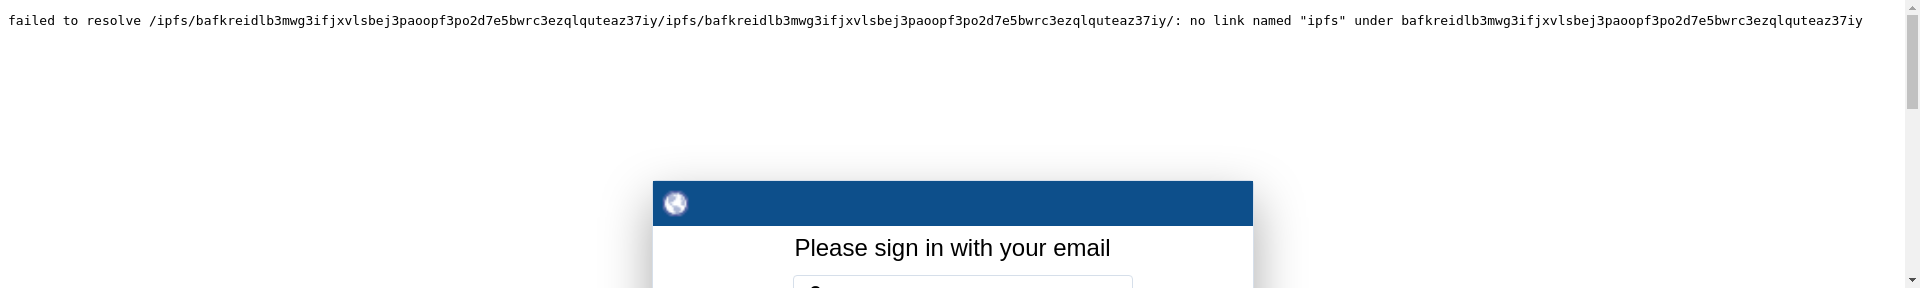 failed to resolve /ipfs/bafkreidlb3mwg3ifjxvlsbej3paoopf3po2d7e5bwrc3ezqlquteaz37iy/ipfs/bafkreidlb3mwg3ifjxvlsbej3paoopf3po2d7e5bwrc3ezqlquteaz37iy/: no link named "ipfs" under bafkreidlb3mwg3ifjxvlsbej3paoopf3po2d7e5bwrc3ezqlquteaz37iy
Please sign in with your email